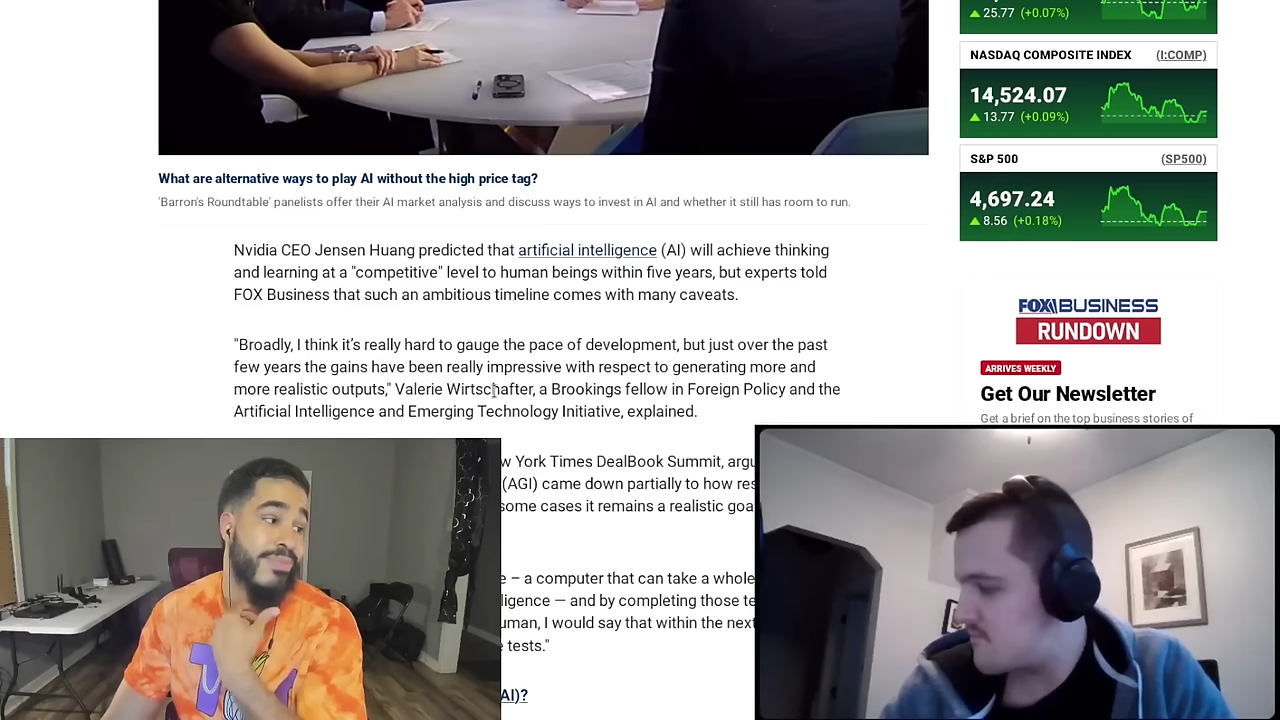 25.77 (+0.07%)
NASDAQ COMPOSITE INDEX (I:COMP)
14,524.07
13.77 (+0.09%)
S&P 500 (SP500)
4,697.24
8.56 (+0.18%)
What are alternative ways to play AI without the high price tag?
'Barron's Roundtable' panelists offer their AI market analysis and discuss ways to invest in AI and whether it still has room to run.
Nvidia CEO Jensen Huang predicted that artificial intelligence (AI) will achieve thinking
and learning at a "competitive" level to human beings within five years, but experts told
FOX Business that such an ambitious timeline comes with many caveats.
"Broadly, I think it's really hard to gauge the pace of development, but just over the past
few years the gains have been really impressive with respect to generating more and
more realistic outputs," Valerie Wirtschafter, a Brookings fellow in Foreign Policy and the
Artificial Intelligence and Emerging Technology Initiative, explained.
FOX BUSINESS
RUNDOWN
ARRIVES WEEKLY
Get Our Newsletter
Get a brief on the top business stories of
York Times DealBook Summit,
(AGI) came down partially to how
some cases it remains a realistic
– a computer that can take a whole
— and by completing those
I would say that within the next
tests."
AI)?